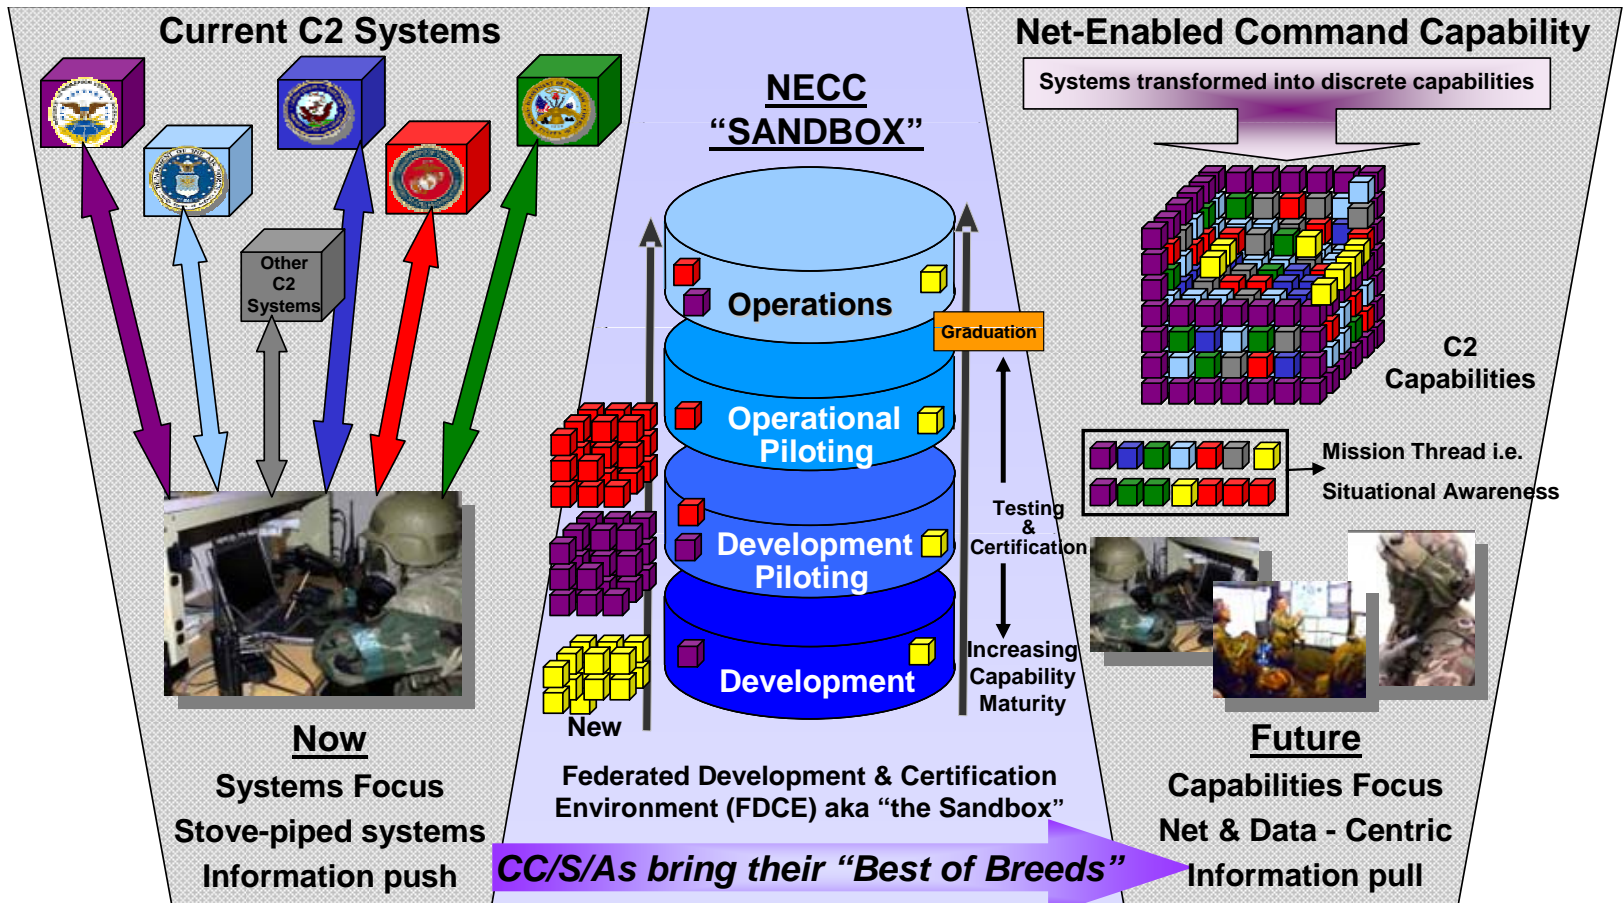 Current C2 Systems
Other
C2
Systems
Now
Systems Focus
Stove-piped systems
Information push
NECC
“SANDBOX”
Operations
Graduation
Operational
Piloting
Development
Piloting
Development
New
Testing
&
Certification
Increasing
Capability
Maturity
Federated Development & Certification
Environment (FDCE) aka “the Sandbox”
CC/S/As bring their “Best of Breeds”
Net-Enabled Command Capability
Systems transformed into discrete capabilities
C2
Capabilities
Mission Thread i.e.
Situational Awareness
Future
Capabilities Focus
Net & Data - Centric
Information pull